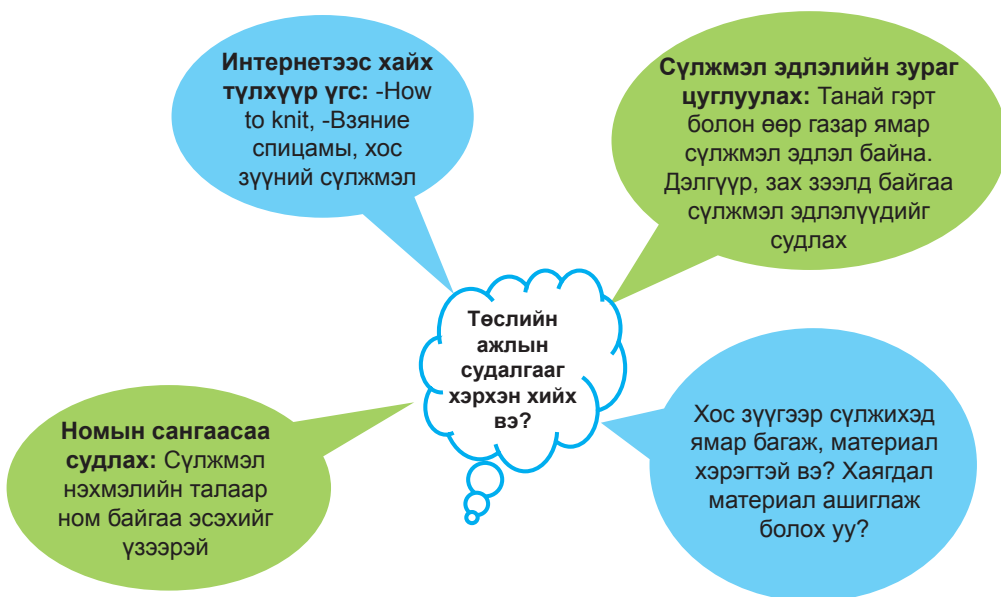 Интернетээс хайх
түлхүүр үгс: -How
to knit, -Взяние
спицамы, хос
зүүний сүлжмэл
Сүлжмэл эдлэлийн зураг
цуглуулах: Танай гэрт
болон өөр газар ямар
сүлжмэл эдлэл байна.
Дэлгүүр, зах зээлд байгаа
сүлжмэл эдлэлүүдийг
судлах
Төслийн
ажлын
судалгааг
хэрхэн хийх
вэ?
Номын сангаасаа
судлах: Сүлжмэл
нэхмэлийн талаар
ном байгаа эсэхийг
үзээрэй
Хос зүүгээр сүлжихэд
ямар багаж, материал
хэрэгтэй вэ? Хаягдал
материал ашиглаж
болох уу?